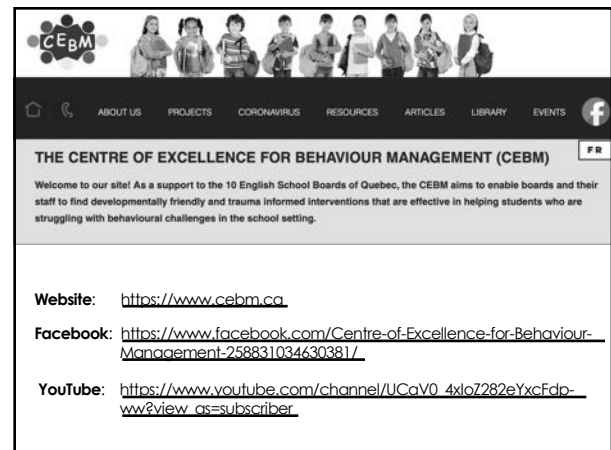 CEBM
ABOUT US PROJECTS CORONAVIRUS RESOURCES ARTICLES LIBRARY EVENTS f
FR
THE CENTRE OF EXCELLENCE FOR BEHAVIOUR MANAGEMENT (CEBM)
Welcome to our site! As a support to the 10 English School Boards of Quebec, the CEBM aims to enable boards and their
staff to find developmentally friendly and trauma informed interventions that are effective in helping students who are
struggling with behavioural challenges in the school setting.
Website: https://www.cebm.ca
Facebook: https://www.facebook.com/Centre-of-Excellence-for-Behaviour-
Management-258831034630381/
YouTube: https://www.youtube.com/channel/UCaV0_4xIoZ282eYxcFdp-
ww?view_as=subscriber